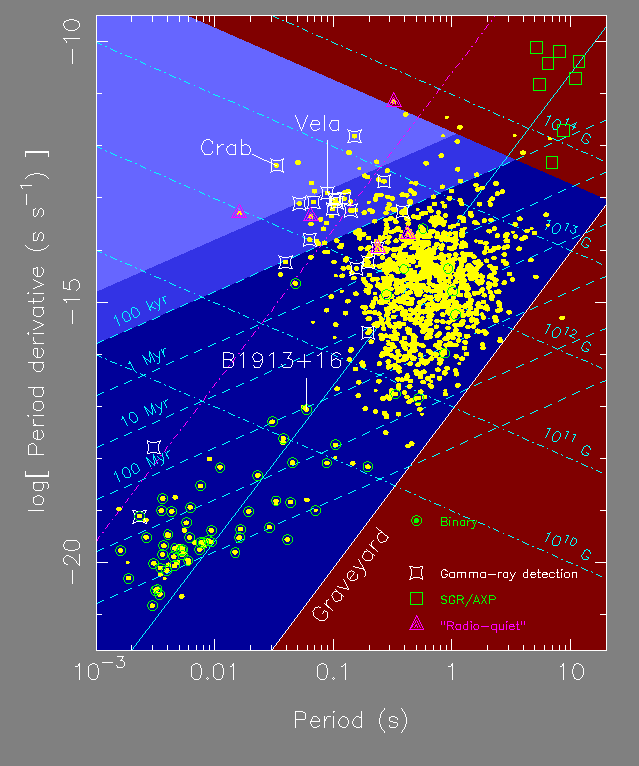 −10
−15
−20
log[ Period derivative (s s⁻¹) ]
Vela
Crab
10¹⁴ G
10¹³ G
10¹² G
10¹¹ G
10¹⁰ G
100 kyr
1 Myr
10 Myr
100 Myr
B1913+16
Graveyard
Binary
Gamma−ray detection
SGR/AXP
"Radio−quiet"
10⁻³ 0.01 0.1 1 10
Period (s)